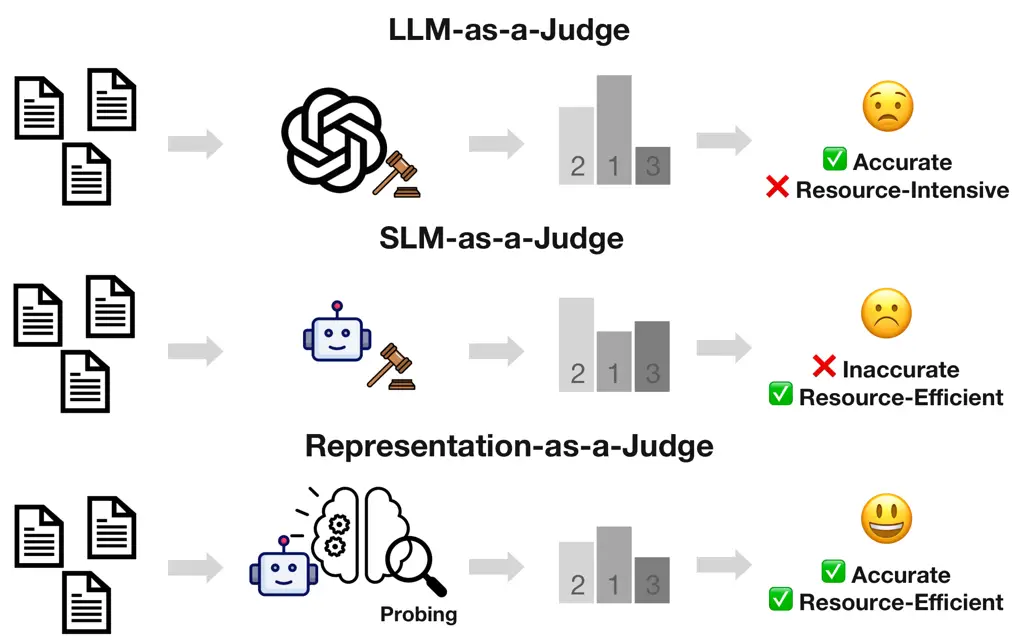 LLM-as-a-Judge
2 1 3
✅ Accurate
❌ Resource-Intensive
SLM-as-a-Judge
2 1 3
❌ Inaccurate
✅ Resource-Efficient
Representation-as-a-Judge
2 1 3
Probing
✅ Accurate
✅ Resource-Efficient